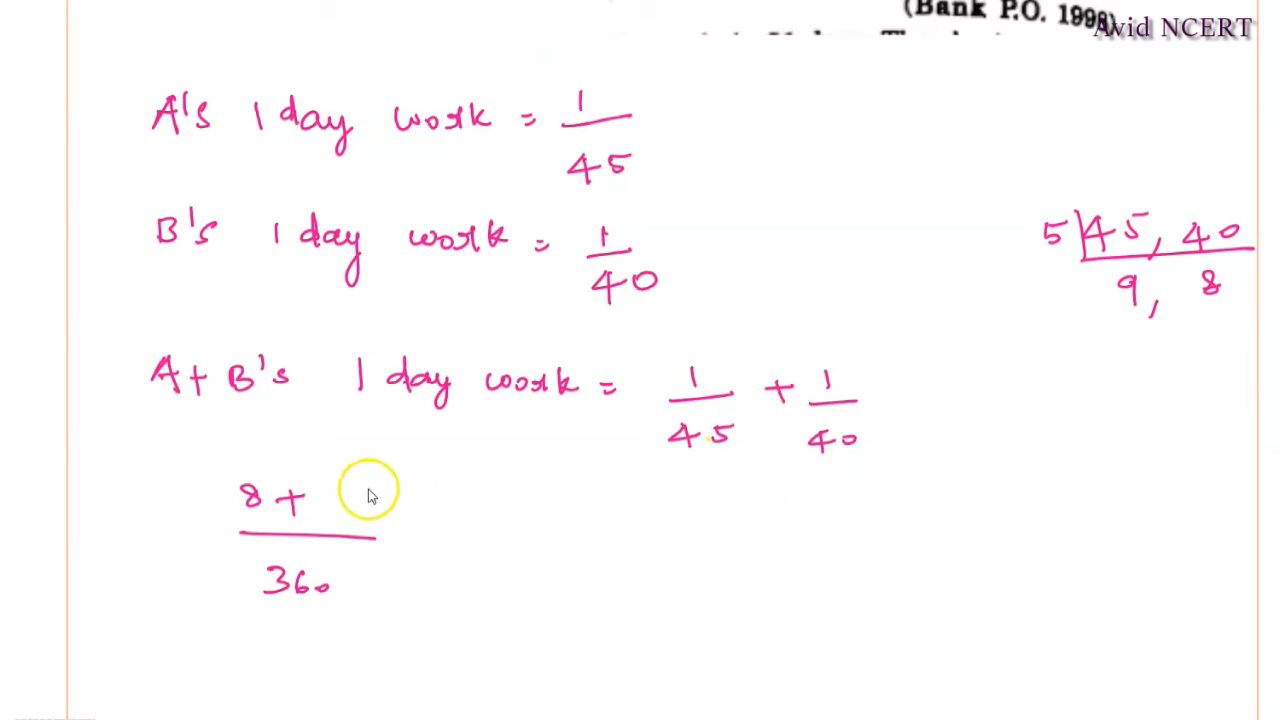 (Bank P.O. 1998)
Avid NCERT
A's 1 day work = 1/45
B's 1 day work = 1/40
5 | 45, 40
9, 8
A+B's 1 day work = 1/45 + 1/40
8 +
360